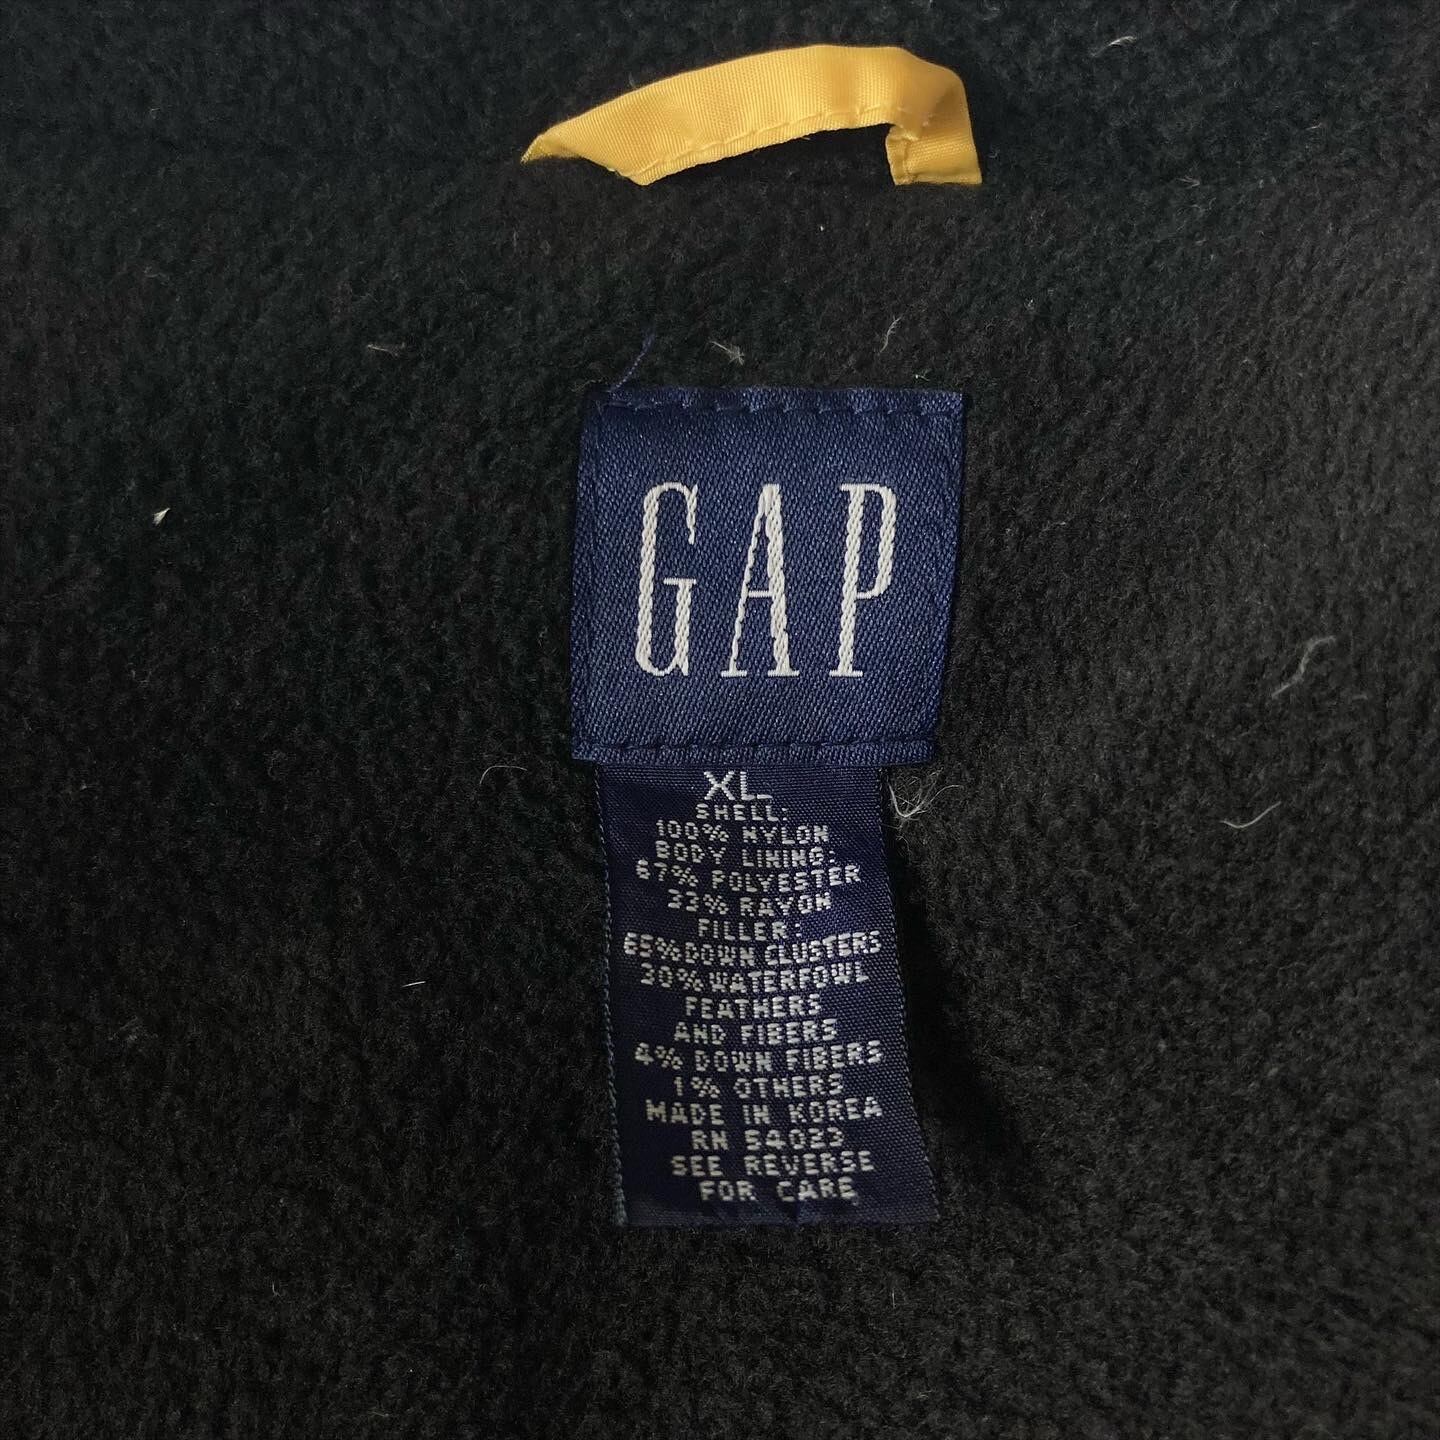 GAP
XL
SHELL:
100% NYLON
BODY LINING:
67% POLYESTER
33% RAYON
FILLER:
65% DOWN CLUSTERS
30% WATERFOWL
FEATHERS
AND FIBERS
4% DOWN FIBERS
1% OTHERS
MADE IN KOREA
RN 54023
SEE REVERSE
FOR CARE